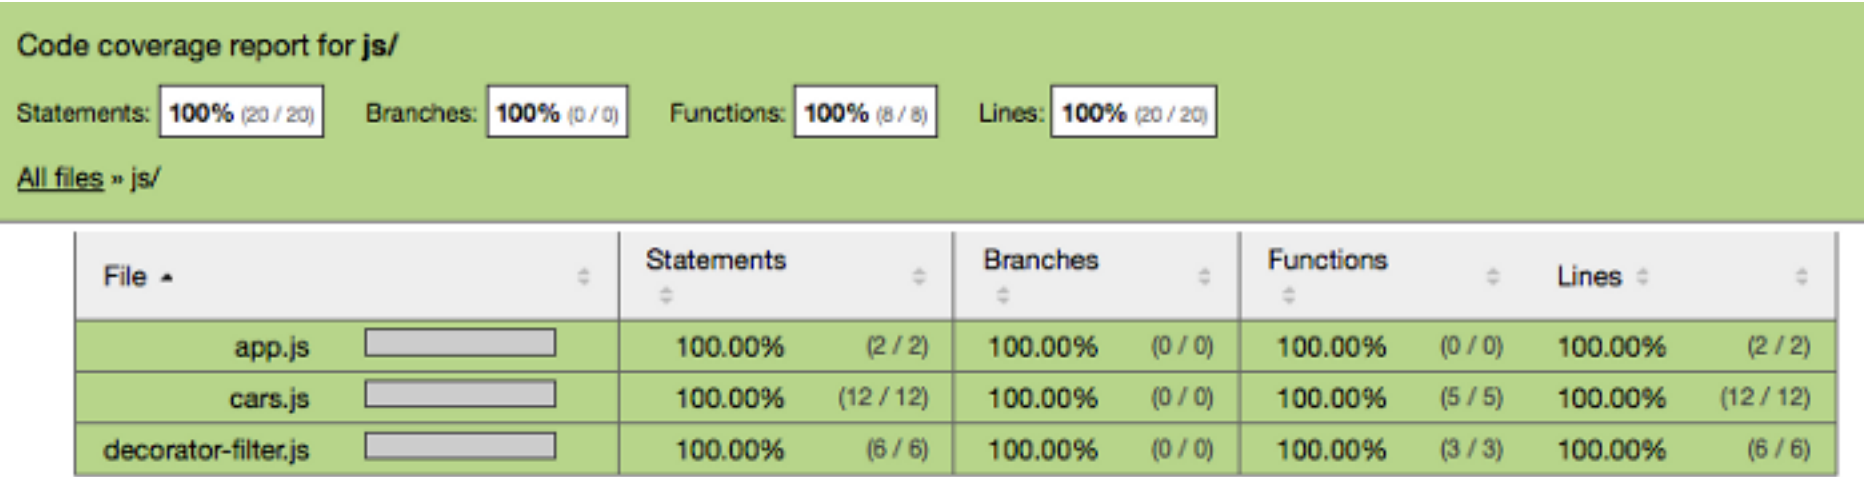 Code coverage report for js/
Statements: 100% (20 / 20) Branches: 100% (0 / 0) Functions: 100% (8 / 8) Lines: 100% (20 / 20)
All files » js/
File Statements Branches Functions Lines
app.js 100.00% (2 / 2) 100.00% (0 / 0) 100.00% (0 / 0) 100.00% (2 / 2)
cars.js 100.00% (12 / 12) 100.00% (0 / 0) 100.00% (5 / 5) 100.00% (12 / 12)
decorator-filter.js 100.00% (6 / 6) 100.00% (0 / 0) 100.00% (3 / 3) 100.00% (6 / 6)